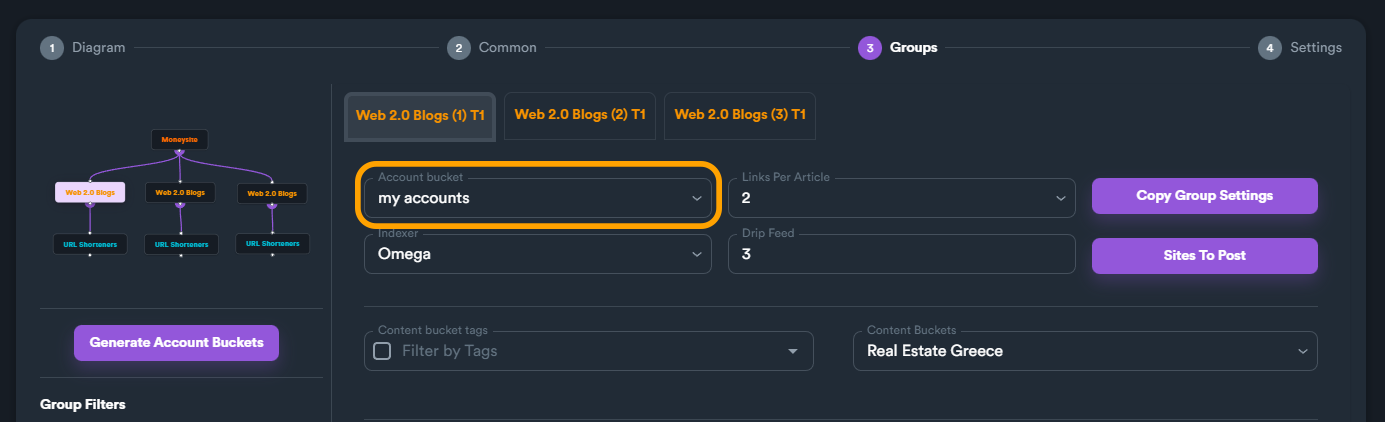 1 Diagram
2 Common
3 Groups
4 Settings
Web 2.0 Blogs (1) T1
Web 2.0 Blogs (2) T1
Web 2.0 Blogs (3) T1
Moneysite
Web 2.0 Blogs
Web 2.0 Blogs
Web 2.0 Blogs
URL Shorteners
URL Shorteners
URL Shorteners
Generate Account Buckets
Group Filters
Account bucket
my accounts
Links Per Article
2
Copy Group Settings
Indexer
Omega
Drip Feed
3
Sites To Post
Content bucket tags
Filter by Tags
Content Buckets
Real Estate Greece